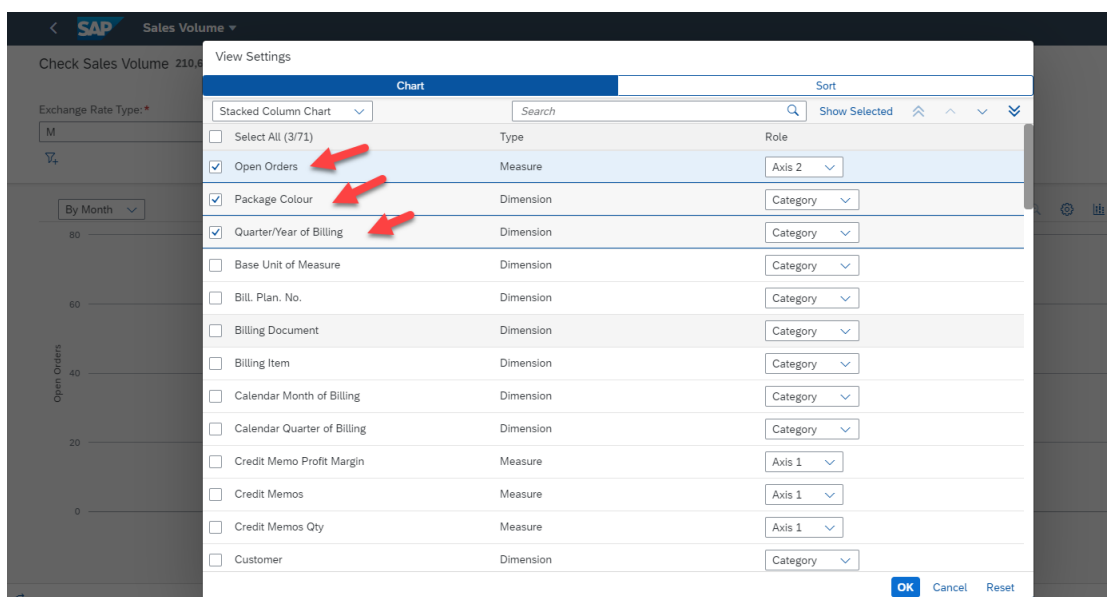 SAP Sales Volume
View Settings
Check Sales Volume 210,6
Chart Sort
Exchange Rate Type:*
Stacked Column Chart Search Show Selected
M
Select All (3/71) Type Role
Open Orders Measure Axis 2
Package Colour Dimension Category
By Month
Quarter/Year of Billing Dimension Category
80
Base Unit of Measure Dimension Category
Bill. Plan. No. Dimension Category
60
Billing Document Dimension Category
Open Orders
Billing Item Dimension Category
40
Calendar Month of Billing Dimension Category
Calendar Quarter of Billing Dimension Category
20
Credit Memo Profit Margin Measure Axis 1
Credit Memos Measure Axis 1
0
Credit Memos Qty Measure Axis 1
Customer Dimension Category
OK Cancel Reset